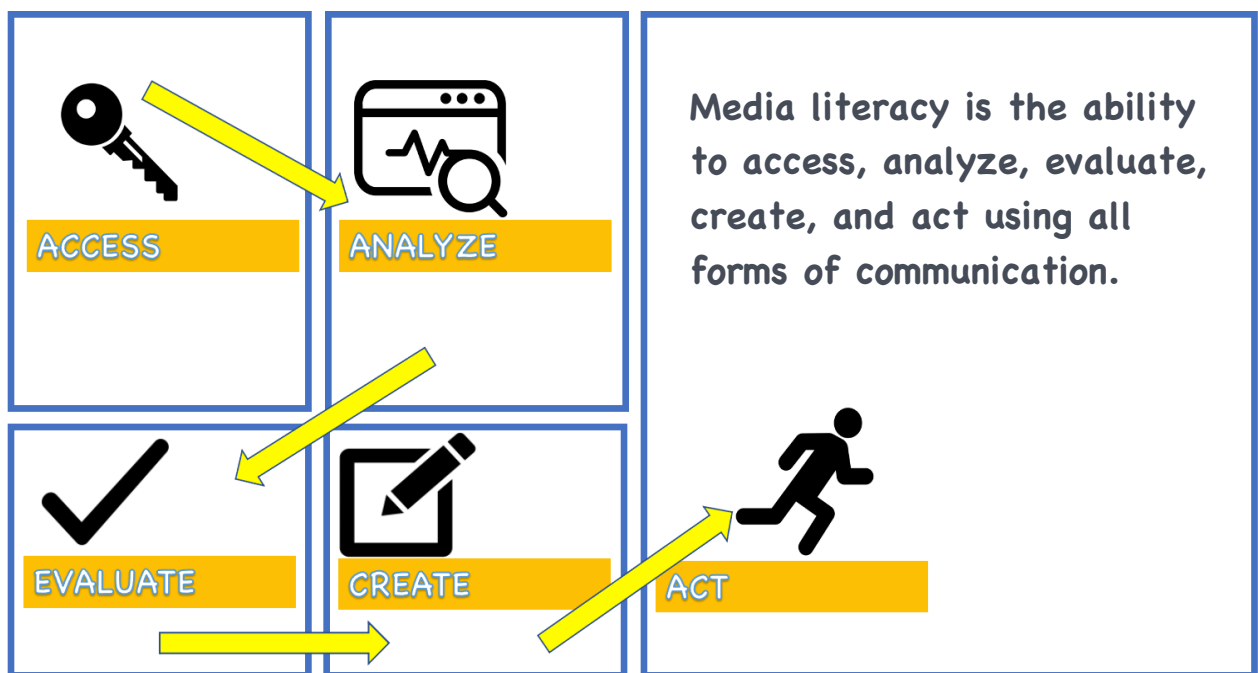 ACCESS
ANALYZE
EVALUATE
CREATE
Media literacy is the ability
to access, analyze, evaluate,
create, and act using all
forms of communication.
ACT